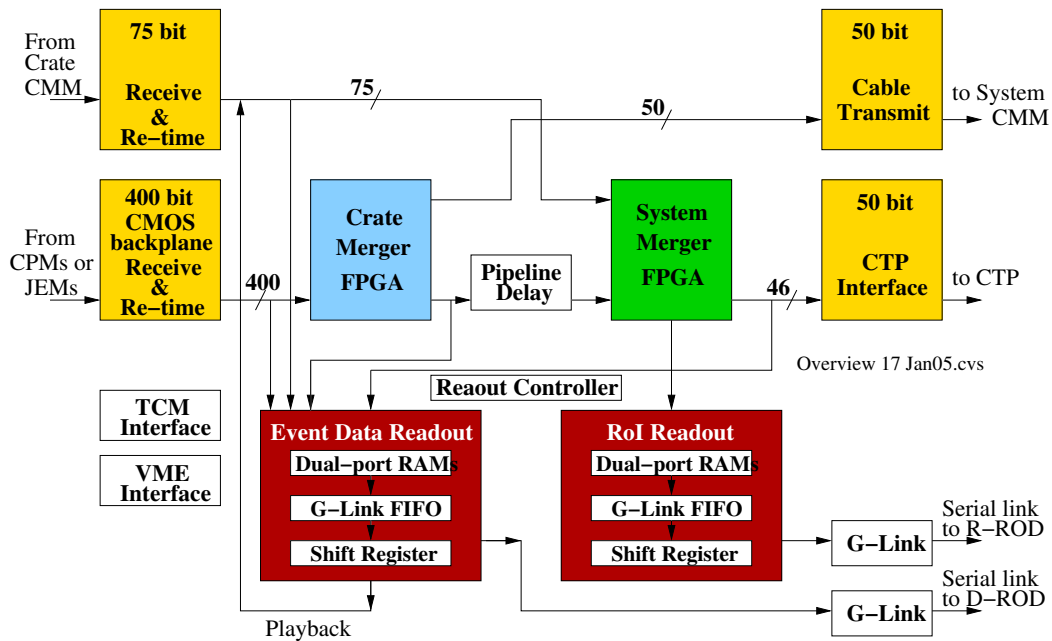 From
Crate
CMM
75 bit
Receive
&
Re-time
75
50
50 bit
Cable
Transmit
to System
CMM
From
CPMs or
JEMs
400 bit
CMOS
backplane
Receive
&
Re-time
400
Crate
Merger
FPGA
Pipeline
Delay
System
Merger
FPGA
46
50 bit
CTP
Interface
to CTP
Overview 17 Jan05.cvs
Reaout Controller
TCM
Interface
VME
Interface
Event Data Readout
Dual-port RAMs
G-Link FIFO
Shift Register
RoI Readout
Dual-port RAMs
G-Link FIFO
Shift Register
G-Link
Serial link
to R-ROD
G-Link
Serial link
to D-ROD
Playback